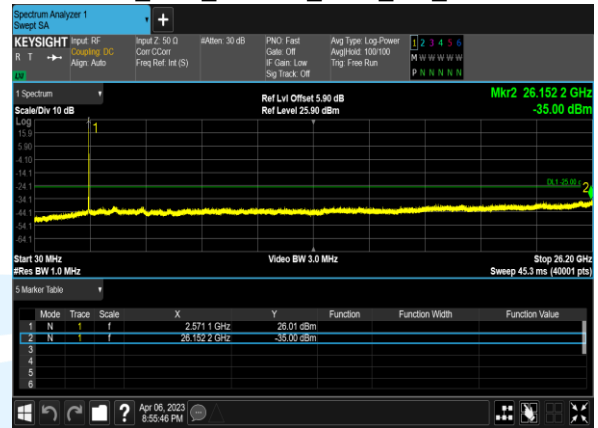 Spectrum Analyzer 1
Swept SA
+
KEYSIGHT Input: RF Input Z: 50 Ω #Atten: 30 dB PNO: Fast Avg Type: Log-Power 1 2 3 4 5 6
R T Coupling: DC Corr CCorr Gate: Off Avg|Hold: 100/100 M W W W W W
Align: Auto Freq Ref: Int (S) IF Gain: Low Trig: Free Run
Sig Track: Off P N N N N N
1 Spectrum Ref Lvl Offset 5.90 dB Mkr2 26.152 2 GHz
Scale/Div 10 dB Ref Level 25.90 dBm -35.00 dBm
Log
15.9
1
5.90
-4.10
-14.1
-24.1
DL1 -25.00
2
-34.1
-44.1
-54.1
-64.1
Start 30 MHz Video BW 3.0 MHz Stop 26.20 GHz
#Res BW 1.0 MHz Sweep 45.3 ms (40001 pts)
5 Marker Table
Mode Trace Scale X Y Function Function Width Function Value
1 N 1 f 2.571 1 GHz 26.01 dBm
2 N 1 f 26.152 2 GHz -35.00 dBm
3
4
5
6
? Apr 06, 2023
8:55:46 PM